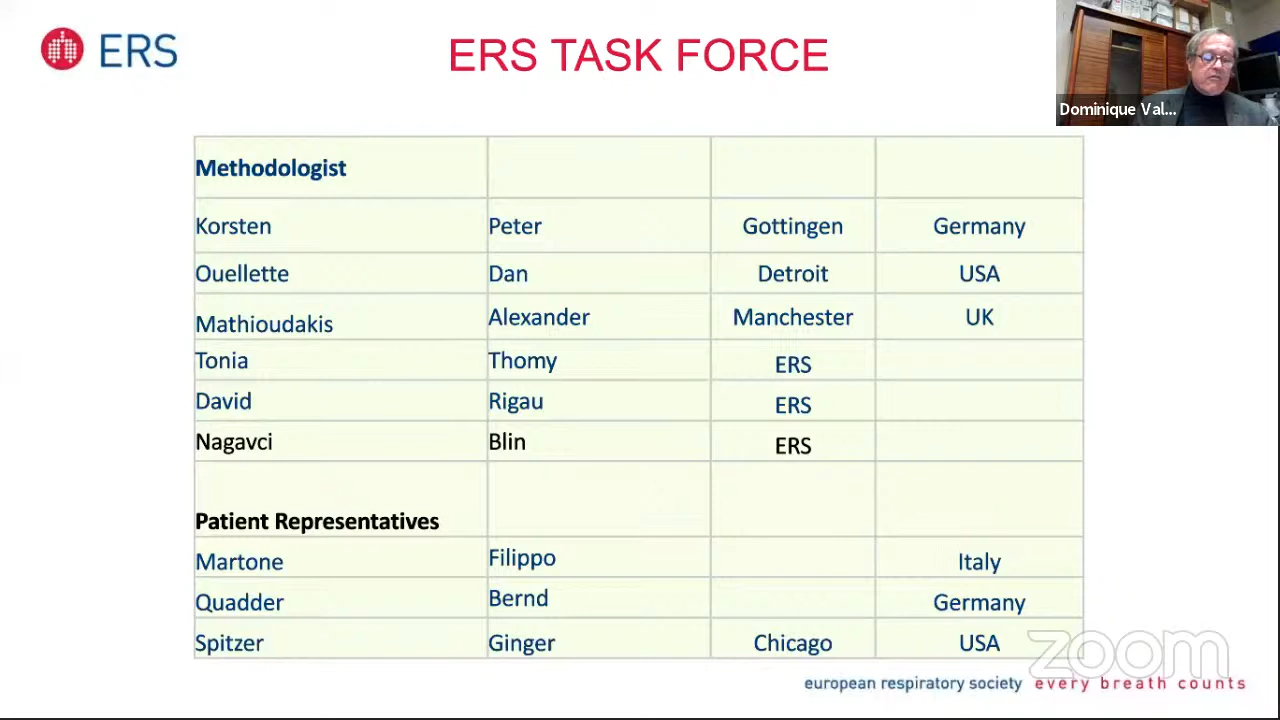 ERS
ERS TASK FORCE
Dominique Val...
Methodologist
Korsten Peter Gottingen Germany
Ouellette Dan Detroit USA
Mathioudakis Alexander Manchester UK
Tonia Thomy ERS
David Rigau ERS
Nagavci Blin ERS
Patient Representatives
Martone Filippo Italy
Quadder Bernd Germany
Spitzer Ginger Chicago USA
zoom
european respiratory society every breath counts